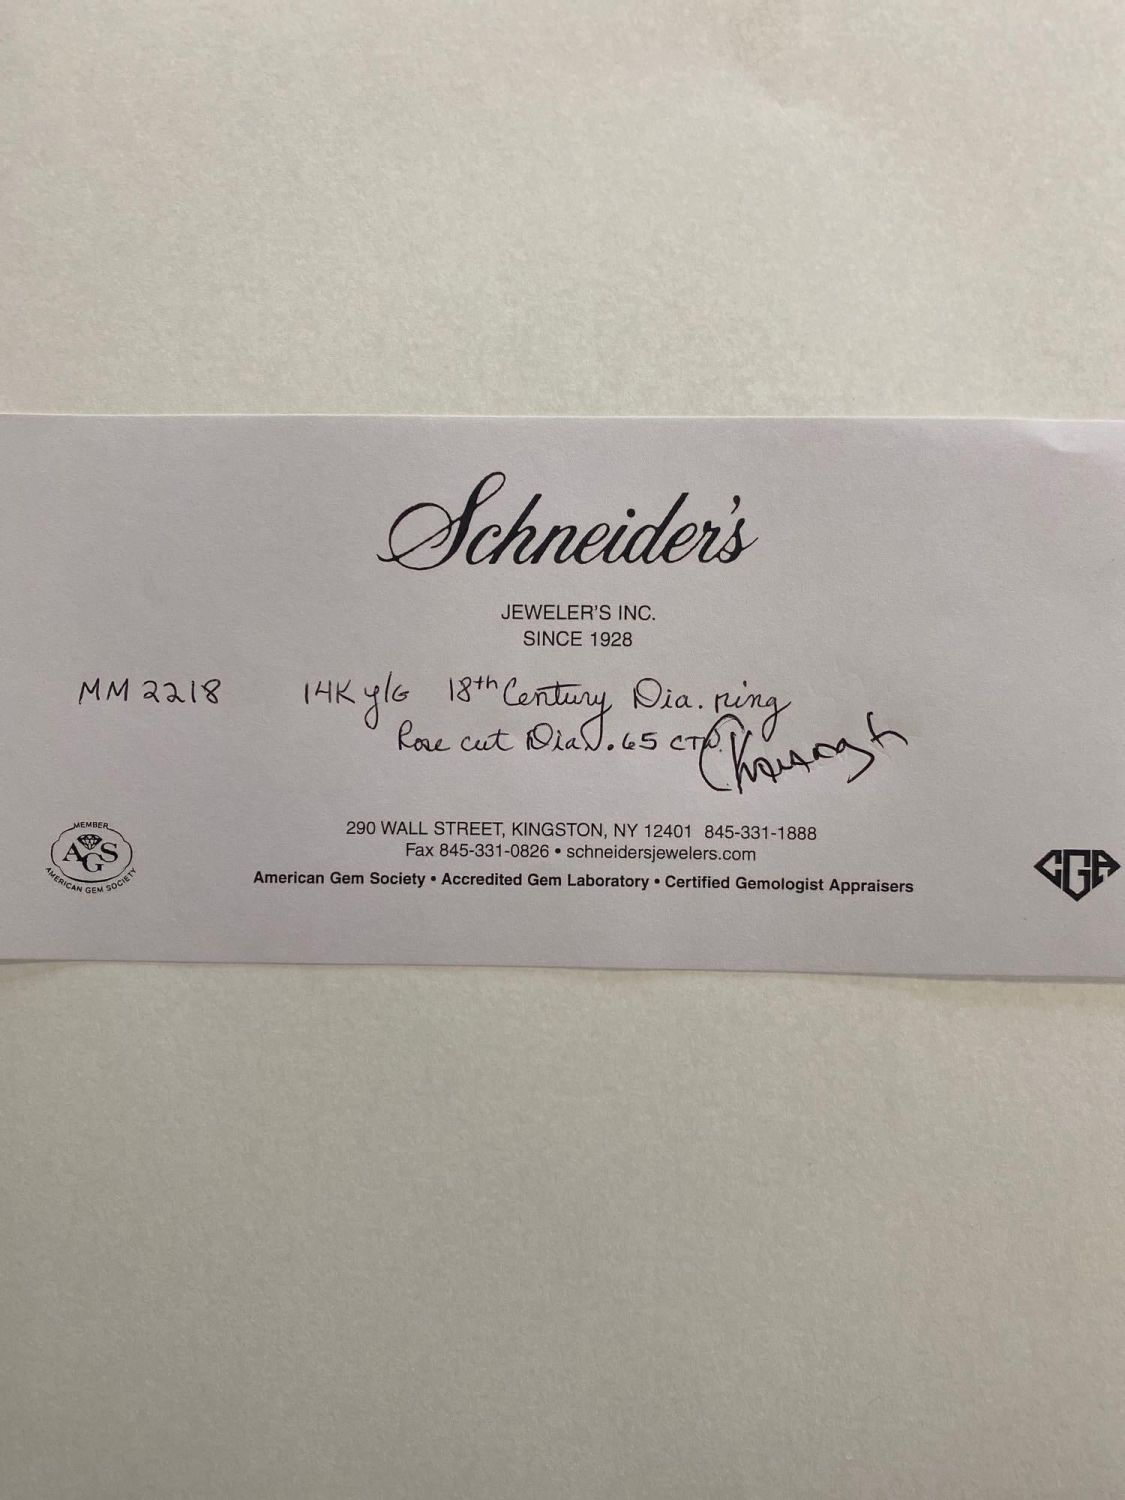 Schneider's
JEWELER'S INC.
SINCE 1928
MM 2218 14K y/G 18th Century Dia. ring
Rose cut Dia. .65 CTW.
290 WALL STREET, KINGSTON, NY 12401 845-331-1888
Fax 845-331-0826 • schneidersjewelers.com
American Gem Society • Accredited Gem Laboratory • Certified Gemologist Appraisers
MEMBER
AGS
AMERICAN GEM SOCIETY
CGA